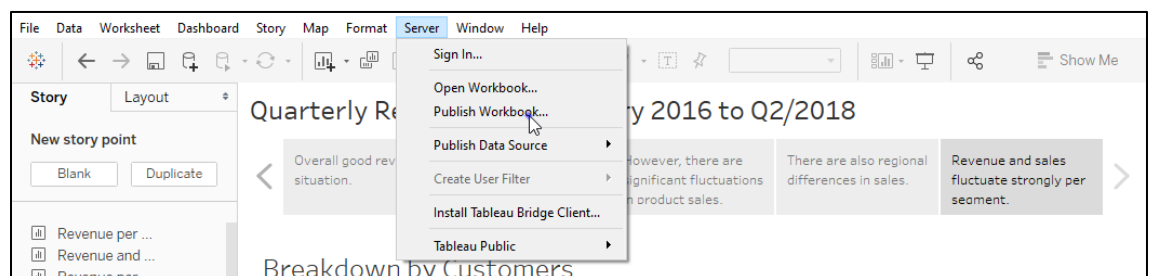 File Data Worksheet Dashboard Story Map Format Server Window Help
Show Me
Story Layout
New story point
Blank Duplicate
Revenue per ...
Revenue and ...
Sign In...
Open Workbook...
Publish Workbook...
Publish Data Source
Create User Filter
Install Tableau Bridge Client...
Tableau Public
Quarterly Re y 2016 to Q2/2018
Overall good rev
situation.
However, there are
significant fluctuations
in product sales.
There are also regional
differences in sales.
Revenue and sales
fluctuate strongly per
segment.
Breakdown by Customers